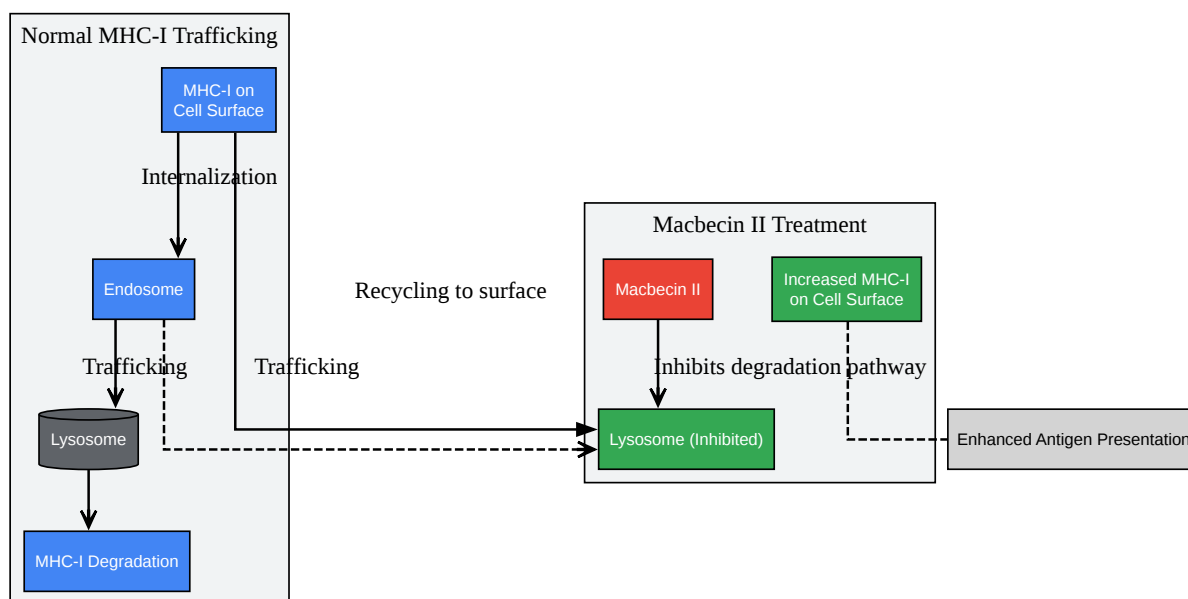 Normal MHC-I Trafficking
MHC-I on
Cell Surface
Internalization
Endosome
Trafficking
Lysosome
MHC-I Degradation
Recycling to surface
Trafficking
Macbecin II Treatment
Macbecin II
Increased MHC-I
on Cell Surface
Inhibits degradation pathway
Lysosome (Inhibited)
Enhanced Antigen Presentation